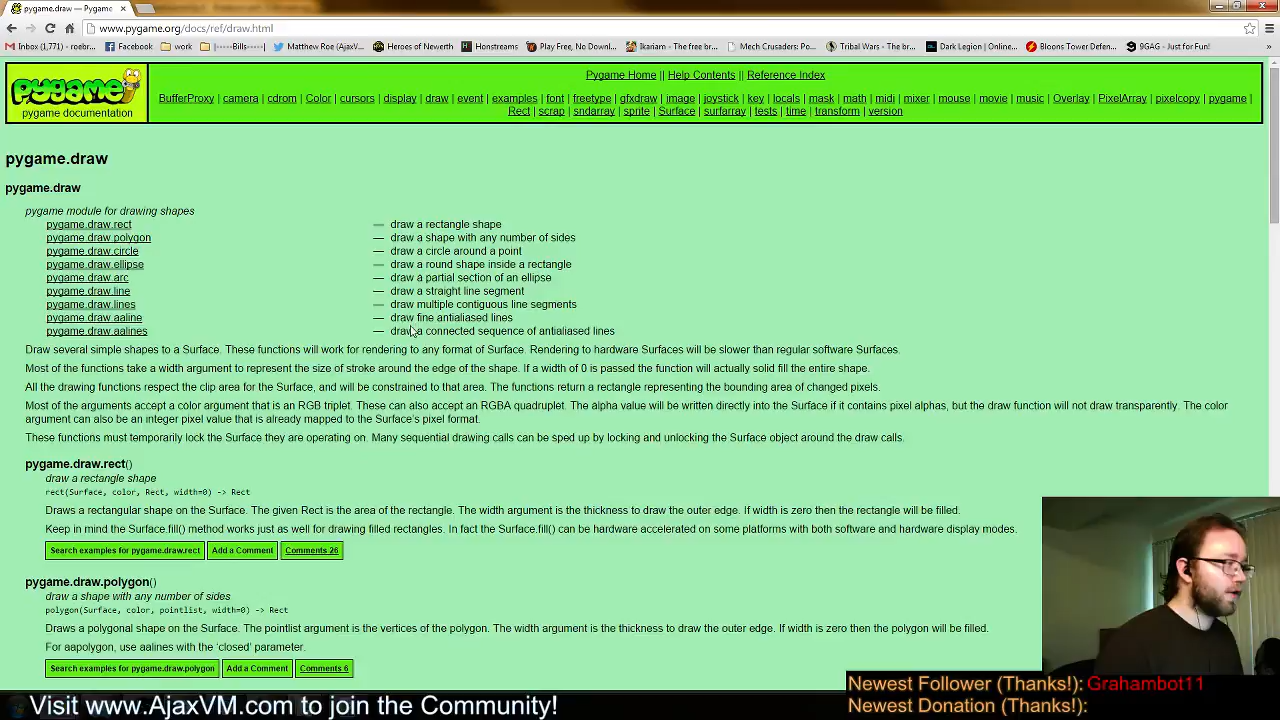 pygame.draw — Pygame
www.pygame.org/docs/ref/draw.html
Inbox (1,771) - roebr... Facebook work [---Bills---] Matthew Roe (AjaxV... Heroes of Newerth Honstreams Play Free, No Downl... Ikariam - The free br... Mech Crusaders: Po... Tribal Wars - The br... Dark Legion | Online... Bloons Tower Defen... 9GAG - Just for Fun! »
pygame
pygame documentation
Pygame Home || Help Contents || Reference Index
BufferProxy | camera | cdrom | Color | cursors | display | draw | event | examples | font | freetype | gfxdraw | image | joystick | key | locals | mask | math | midi | mixer | mouse | movie | music | Overlay | PixelArray | pixelcopy | pygame |
Rect | scrap | sndarray | sprite | Surface | surfarray | tests | time | transform | version
pygame.draw
pygame.draw
pygame module for drawing shapes
pygame.draw.rect — draw a rectangle shape
pygame.draw.polygon — draw a shape with any number of sides
pygame.draw.circle — draw a circle around a point
pygame.draw.ellipse — draw a round shape inside a rectangle
pygame.draw.arc — draw a partial section of an ellipse
pygame.draw.line — draw a straight line segment
pygame.draw.lines — draw multiple contiguous line segments
pygame.draw.aaline — draw fine antialiased lines
pygame.draw.aalines — draw a connected sequence of antialiased lines
Draw several simple shapes to a Surface. These functions will work for rendering to any format of Surface. Rendering to hardware Surfaces will be slower than regular software Surfaces.
Most of the functions take a width argument to represent the size of stroke around the edge of the shape. If a width of 0 is passed the function will actually solid fill the entire shape.
All the drawing functions respect the clip area for the Surface, and will be constrained to that area. The functions return a rectangle representing the bounding area of changed pixels.
Most of the arguments accept a color argument that is an RGB triplet. These can also accept an RGBA quadruplet. The alpha value will be written directly into the Surface if it contains pixel alphas, but the draw function will not draw transparently. The color
argument can also be an integer pixel value that is already mapped to the Surface's pixel format.
These functions must temporarily lock the Surface they are operating on. Many sequential drawing calls can be sped up by locking and unlocking the Surface object around the draw calls.
pygame.draw.rect()
draw a rectangle shape
rect(Surface, color, Rect, width=0) -> Rect
Draws a rectangular shape on the Surface. The given Rect is the area of the rectangle. The width argument is the thickness to draw the outer edge. If width is zero then the rectangle will be filled.
Keep in mind the Surface.fill() method works just as well for drawing filled rectangles. In fact the Surface.fill() can be hardware accelerated on some platforms with both software and hardware display modes.
Search examples for pygame.draw.rect Add a Comment Comments 26
pygame.draw.polygon()
draw a shape with any number of sides
polygon(Surface, color, pointlist, width=0) -> Rect
Draws a polygonal shape on the Surface. The pointlist argument is the vertices of the polygon. The width argument is the thickness to draw the outer edge. If width is zero then the polygon will be filled.
For aapolygon, use aalines with the 'closed' parameter.
Search examples for pygame.draw.polygon Add a Comment Comments 6
Visit www.AjaxVM.com to join the Community!
Newest Follower (Thanks!): Grahambot11
Newest Donation (Thanks!):